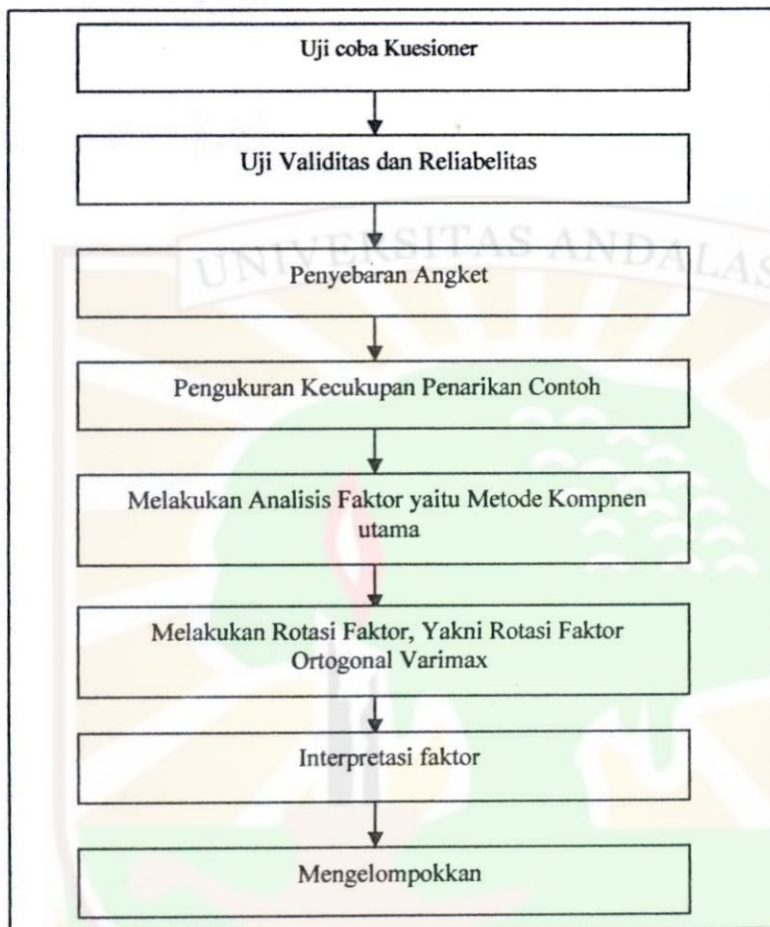 Uji coba Kuesioner
Uji Validitas dan Reliabelitas
UNIVERSITAS ANDALAS
Penyebaran Angket
Pengukuran Kecukupan Penarikan Contoh
Melakukan Analisis Faktor yaitu Metode Kompnen
utama
Melakukan Rotasi Faktor, Yakni Rotasi Faktor
Ortogonal Varimax
Interpretasi faktor
Mengelompokkan